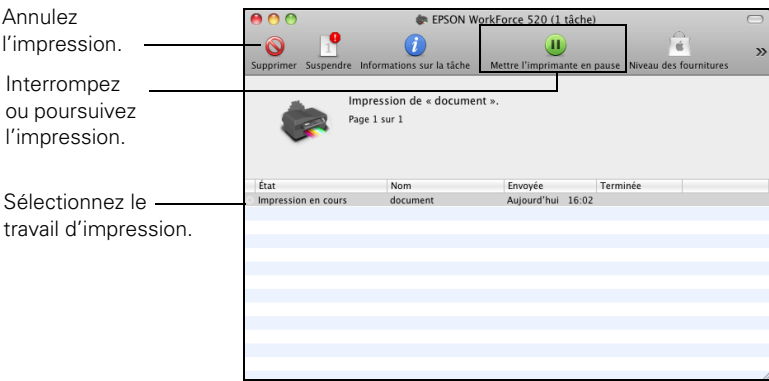 Annulez
l'impression.
Interrompez
ou poursuivez
l'impression.
Sélectionnez le
travail d'impression.
EPSON WorkForce 520 (1 tâche)
1
Supprimer Suspendre Informations sur la tâche Mettre l'imprimante en pause Niveau des fournitures
Impression de « document ».
Page 1 sur 1
État Nom Envoyée Terminée
Impression en cours document Aujourd'hui 16:02